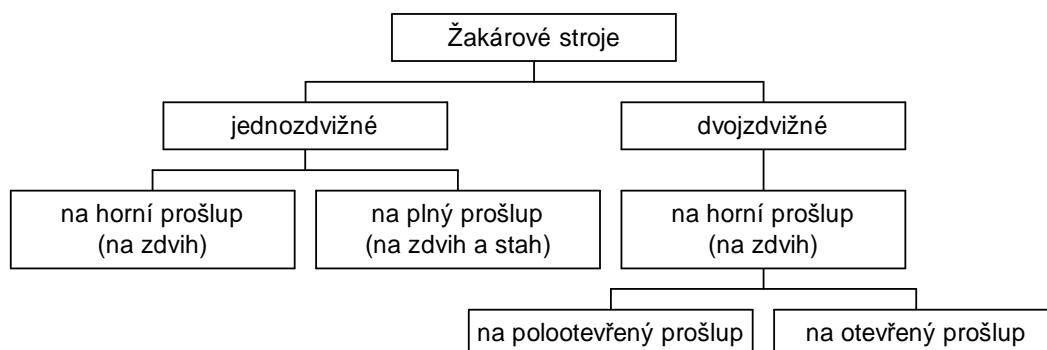 Žakárové stroje
jednozdvižné
dvojzdvižné
na horní prošlup
(na zdvih)
na plný prošlup
(na zdvih a stah)
na horní prošlup
(na zdvih)
na polootevřený prošlup
na otevřený prošlup